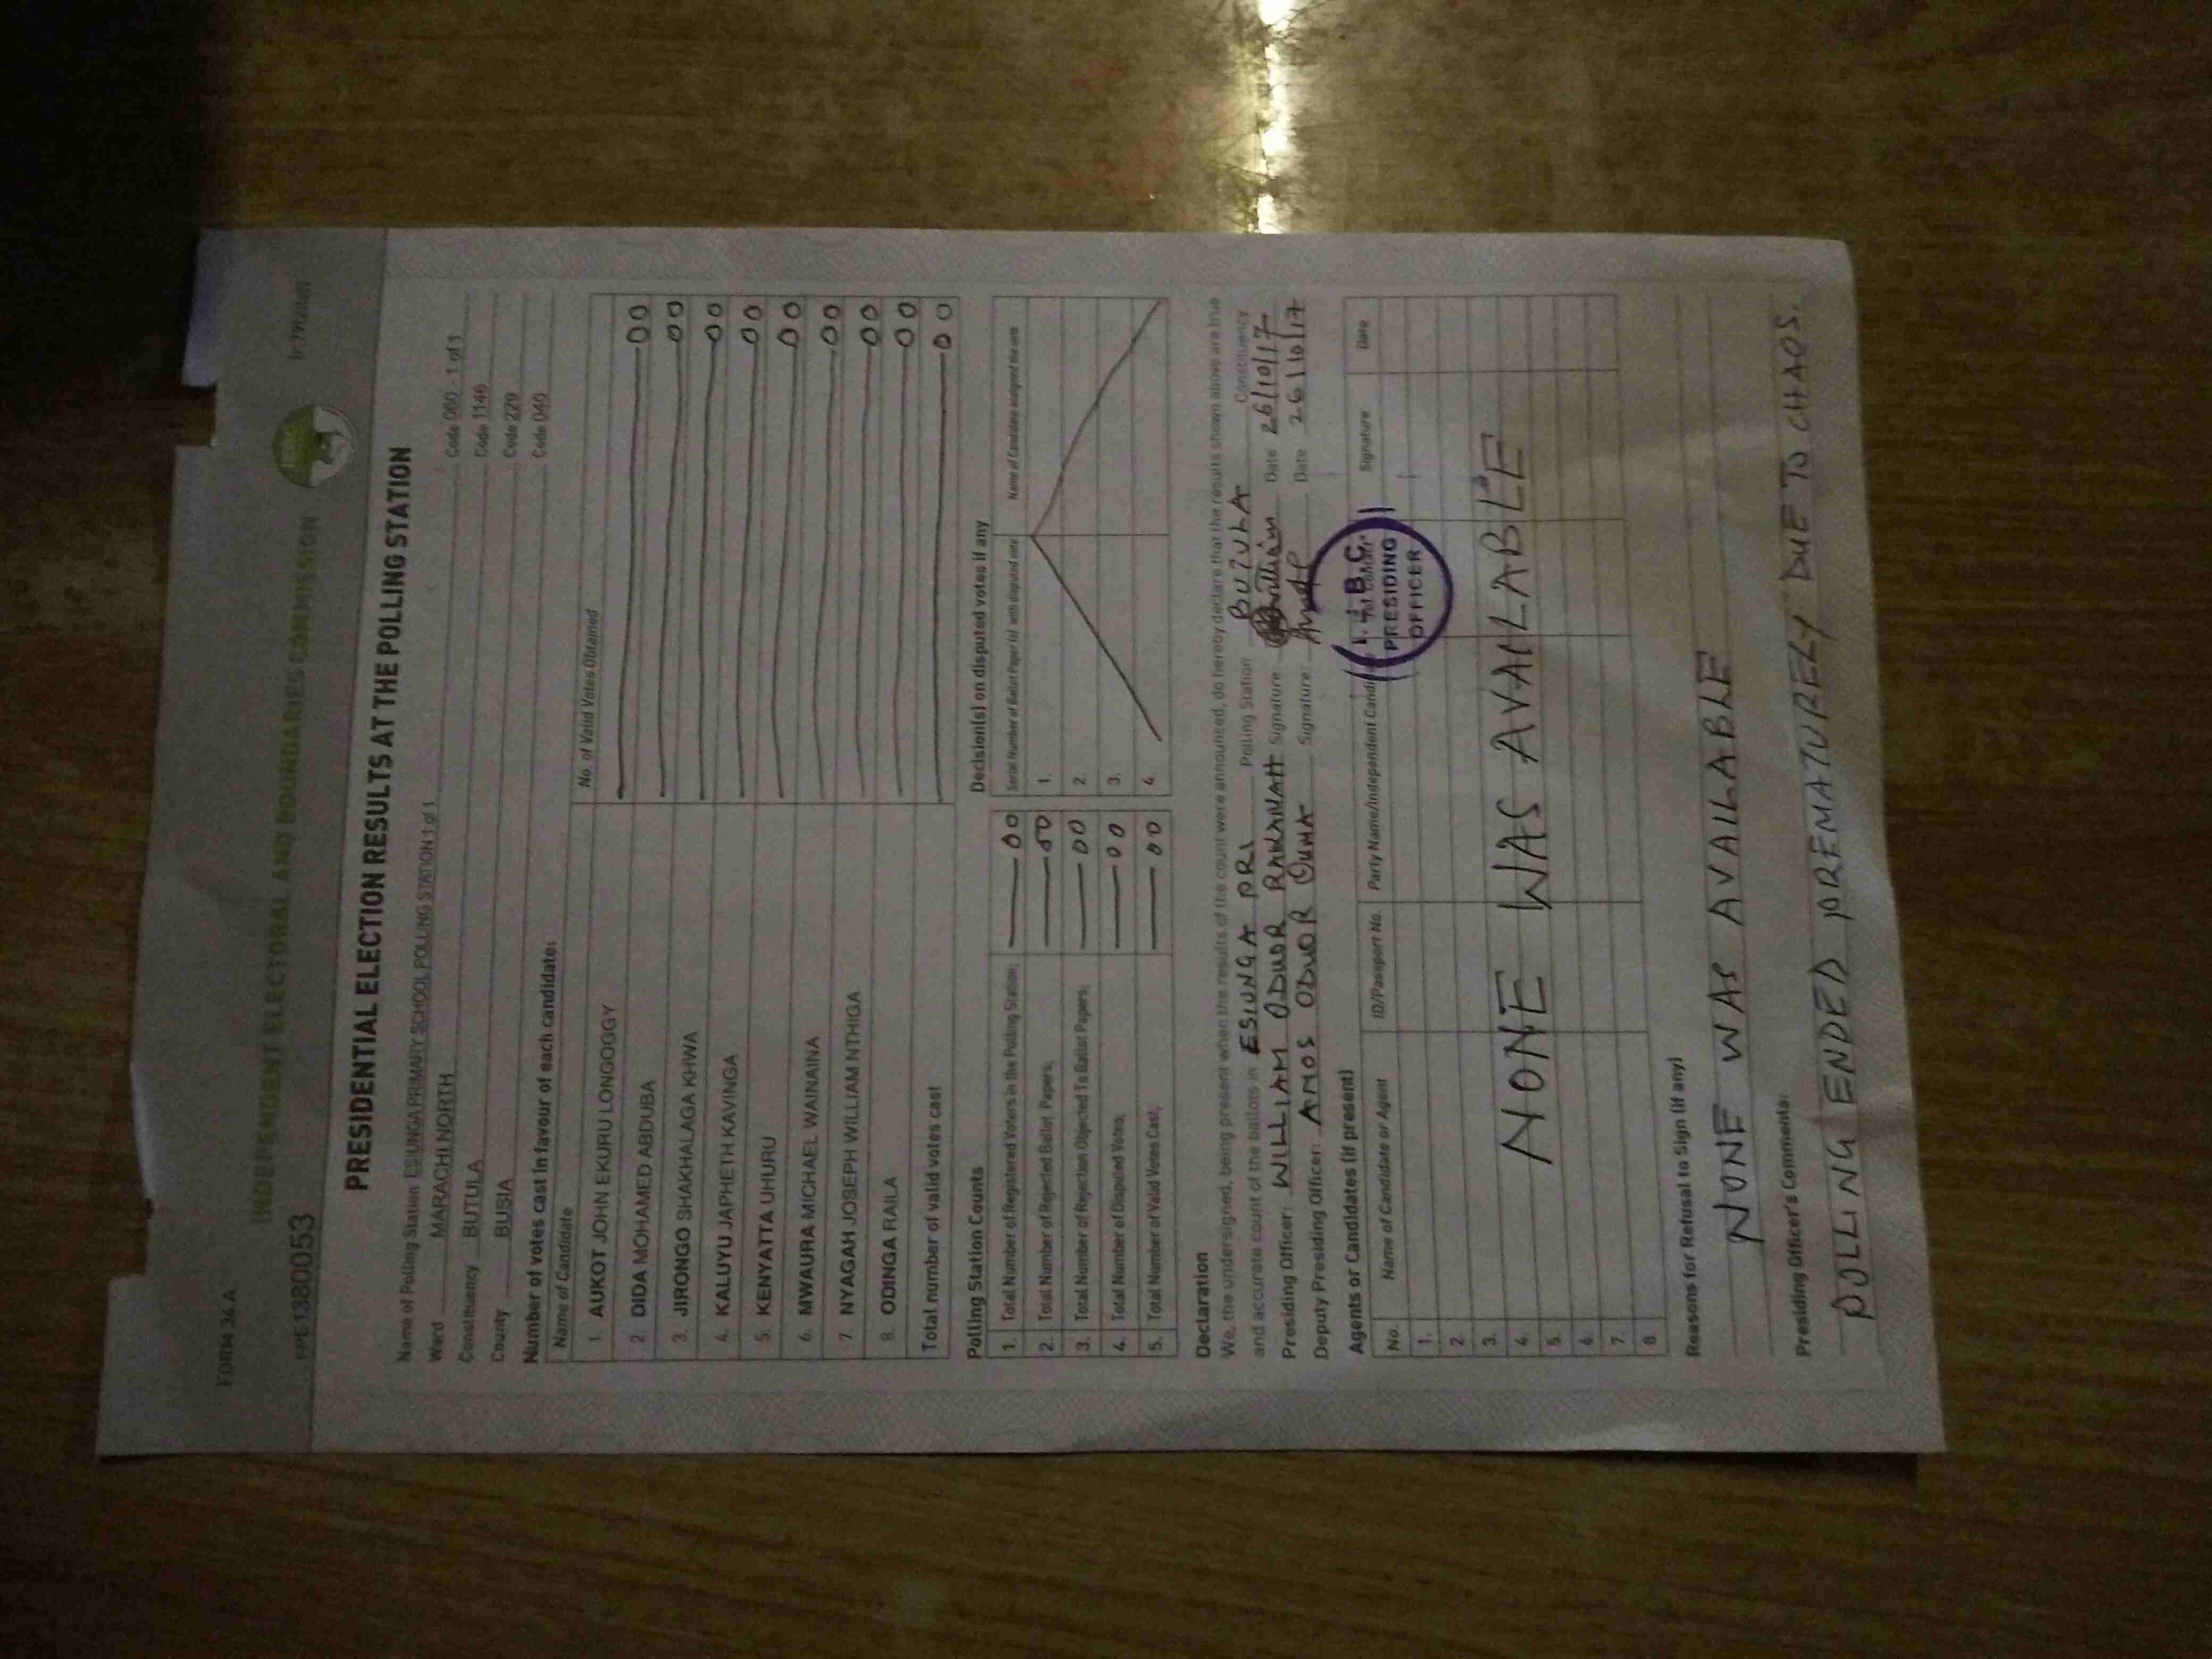 FORM 34 A
INDEPENDENT ELECTORAL AND BOUNDARIES COMMISSION
PRE 1380053
PRESIDENTIAL ELECTION RESULTS AT THE POLLING STATION
Name of Polling Station ESIUNGA PRIMARY SCHOOL POLLING STATION 1 of 1 Code 060 - 1 of 1
Ward MARACHI NORTH Code 1146
Constituency BUTULA Code 229
County BUSIA Code 040
Number of votes cast in favour of each candidate:
Name of Candidate No. of Valid Votes Obtained
1. AUKOT JOHN EKURU LONGOGGY 00
2. DIDA MOHAMED ABDUBA 00
3. JIRONGO SHAKHALAGA KHWA 00
4. KALUYU JAPHETH KAVINGA 00
5. KENYATTA UHURU 00
6. MWAURA MICHAEL WAINAINA 00
7. NYAGAH JOSEPH WILLIAM NTHIGA 00
8. ODINGA RAILA 00
Total number of valid votes cast 00
Polling Station Counts
1. Total Number of Registered Voters in the Polling Station; 00
2. Total Number of Rejected Ballot Papers; 00
3. Total Number of Rejection Objected To Ballot Papers; 00
4. Total Number of Disputed Votes; 00
5. Total Number of Valid Votes Cast; 00
Decision(s) on disputed votes if any
Serial Number of Ballot Paper (s) with disputed vote Name of Candidate assigned the vote
1.
2.
3.
4.
Declaration
We, the undersigned, being present when the results of the count were announced, do hereby declare that the results shown above are true
and accurate count of the ballots in ESIUNGA PRI Polling Station BUTULA Constituency
Presiding Officer: WILLIAM ODUOR Signature William Date 26/10/17
Deputy Presiding Officer: AMOS ODUOR OUMA Signature Date 26/10/17
Agents or Candidates (if present)
No. Name of Candidate or Agent ID/Passport No. Party Name/Independent Candidate Tel Contact Signature Date
I.E.B.C.
PRESIDING
OFFICER
1.
2.
3.
4.
5.
6.
7.
8.
NONE WAS AVAILABLE
Reasons for Refusal to Sign (if any)
NONE WAS AVAILABLE
Presiding Officer's Comments:
POLLING ENDED PREMATURELY DUE TO CHAOS.